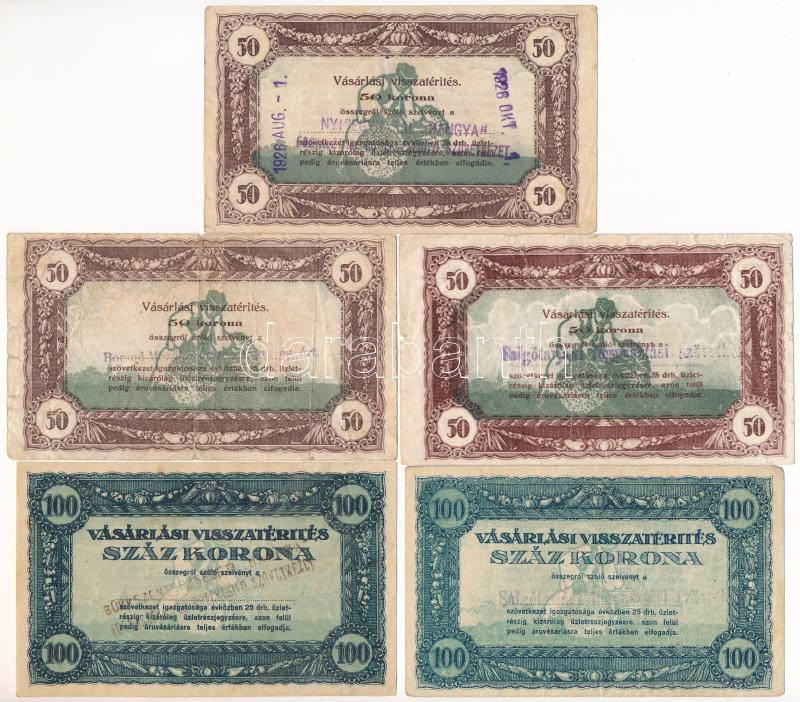 50 50
Vásárlási visszatérítés.
50 korona
összegről szóló szelvényt a
szövetkezet igazgatósága évközben 25 drb. üzlet-
részig kizárólag üzletrészjegyzésre, azon felül
pedig áruvásárlásra teljes értékben elfogadja.
1926 AUG. - 1.
1926 OKT. 1.
50 50
50 50
Vásárlási visszatérítés.
50 korona
összegről szóló szelvényt a
szövetkezet igazgatósága évközben 25 drb. üzlet-
részig kizárólag üzletrészjegyzésre, azon felül
pedig áruvásárlásra teljes értékben elfogadja.
50 50
50 50
Vásárlási visszatérítés.
50 korona
összegről szóló szelvényt a
szövetkezet igazgatósága évközben 25 drb. üzlet-
részig kizárólag üzletrészjegyzésre, azon felül
pedig áruvásárlásra teljes értékben elfogadja.
50 50
darabanth
100 100
VÁSÁRLÁSI VISSZATÉRÍTÉS
SZÁZ KORONA
összegről szóló szelvényt a
szövetkezet igazgatósága évközben 25 drb. üzlet-
részig kizárólag üzletrészjegyzésre, azon felül
pedig áruvásárlásra teljes értékben elfogadja.
100 100
100 100
VÁSÁRLÁSI VISSZATÉRÍTÉS
SZÁZ KORONA
összegről szóló szelvényt a
szövetkezet igazgatósága évközben 25 drb. üzlet-
részig kizárólag üzletrészjegyzésre, azon felül
pedig áruvásárlásra teljes értékben elfogadja.
100 100